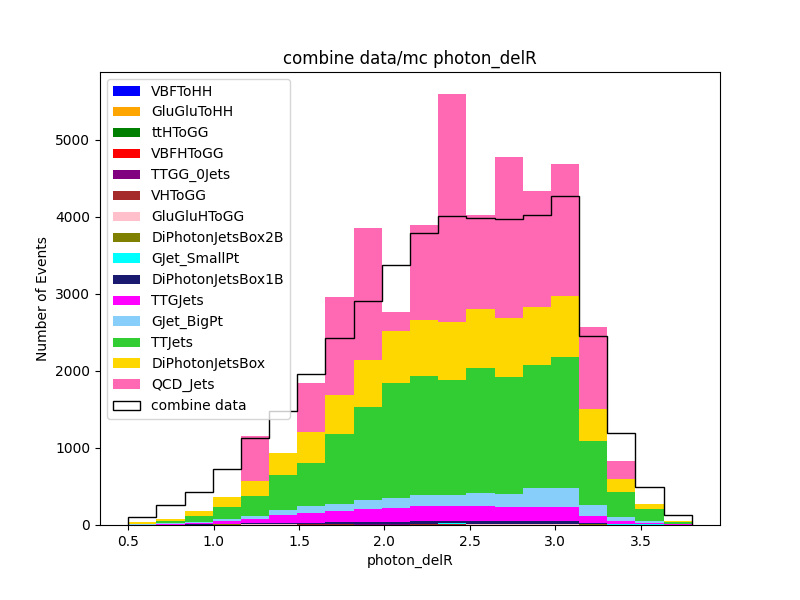 combine data/mc photon_delR
VBFToHH
GluGluToHH
ttHToGG
VBFHToGG
TTGG_0Jets
VHToGG
GluGluHToGG
DiPhotonJetsBox2B
GJet_SmallPt
DiPhotonJetsBox1B
TTGJets
GJet_BigPt
TTJets
DiPhotonJetsBox
QCD_Jets
combine data
Number of Events
5000
4000
3000
2000
1000
0
0.5 1.0 1.5 2.0 2.5 3.0 3.5
photon_delR